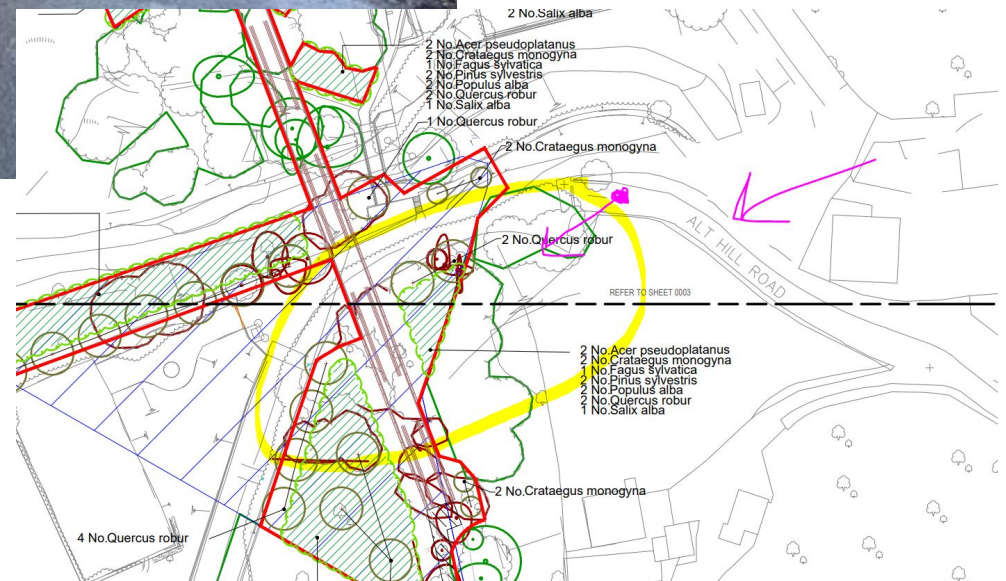 2 No.Salix alba
2 No.Acer pseudoplatanus
2 No.Crataegus monogyna
1 No.Fagus sylvatica
2 No.Pinus sylvestris
2 No.Populus alba
2 No.Quercus robur
1 No.Salix alba
1 No.Quercus robur
2 No.Crataegus monogyna
ALT HILL ROAD
2 No.Quercus robur
REFER TO SHEET 0003
2 No.Acer pseudoplatanus
2 No.Crataegus monogyna
1 No.Fagus sylvatica
2 No.Pinus sylvestris
2 No.Populus alba
2 No.Quercus robur
1 No.Salix alba
2 No.Crataegus monogyna
4 No.Quercus robur